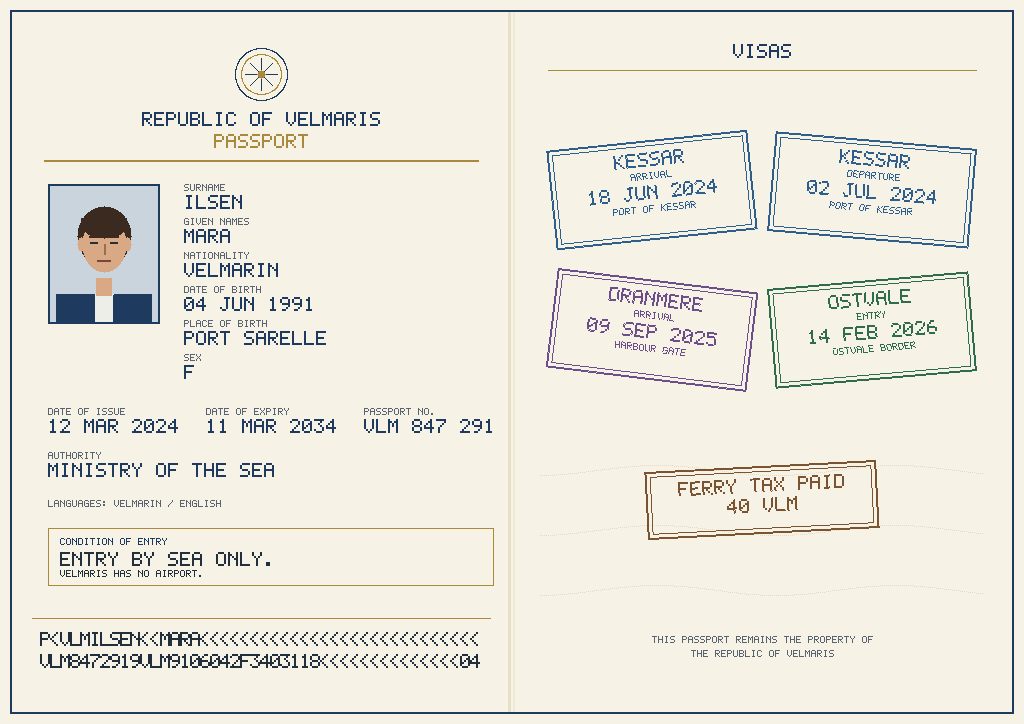 REPUBLIC OF VELMARIS
PASSPORT
SURNAME
ILSEN
GIVEN NAMES
MARA
NATIONALITY
VELMARIN
DATE OF BIRTH
04 JUN 1991
PLACE OF BIRTH
PORT SARELLE
SEX
F
DATE OF ISSUE DATE OF EXPIRY PASSPORT NO.
12 MAR 2024 11 MAR 2034 VLM 847 291
AUTHORITY
MINISTRY OF THE SEA
LANGUAGES: VELMARIN / ENGLISH
CONDITION OF ENTRY
ENTRY BY SEA ONLY.
VELMARIS HAS NO AIRPORT.
P<VLMILSEN<<MARA<<<<<<<<<<<<<<<<<<<<<<<<<<<<
VLM8472919VLM9106042F3403118<<<<<<<<<<<<<<04
VISAS
KESSAR
ARRIVAL
18 JUN 2024
PORT OF KESSAR
KESSAR
DEPARTURE
02 JUL 2024
PORT OF KESSAR
DRANMERE
ARRIVAL
09 SEP 2025
HARBOUR GATE
OSTVALE
ENTRY
14 FEB 2026
OSTVALE BORDER
FERRY TAX PAID
40 VLM
THIS PASSPORT REMAINS THE PROPERTY OF
THE REPUBLIC OF VELMARIS